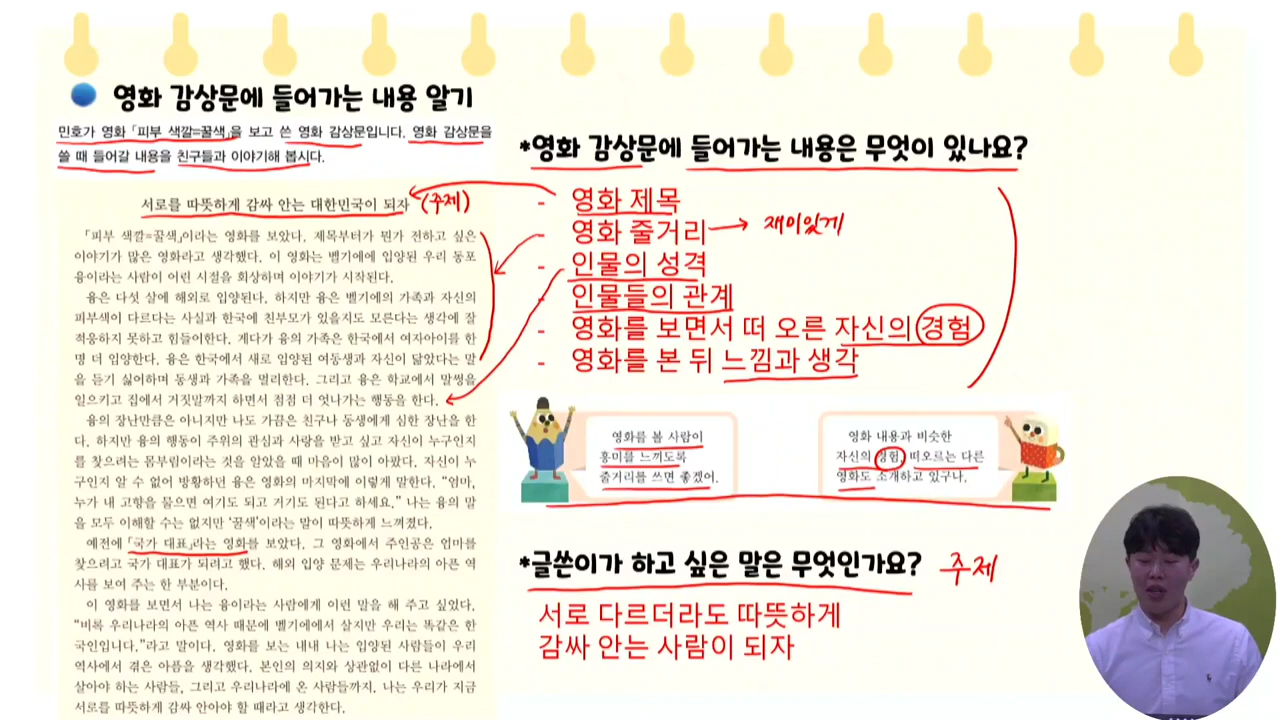 영화 감상문에 들어가는 내용 알기
민호가 영화 「피부 색깔=꿀색」을 보고 쓴 영화 감상문입니다. 영화 감상문을
쓸 때 들어갈 내용을 친구들과 이야기해 봅시다.
서로를 따뜻하게 감싸 안는 대한민국이 되자 (주제)
「피부 색깔=꿀색」이라는 영화를 보았다. 제목부터가 뭔가 전하고 싶은
이야기가 많은 영화라고 생각했다. 이 영화는 벨기에에 입양된 우리 동포
융이라는 사람이 어린 시절을 회상하며 이야기가 시작된다.
융은 다섯 살에 해외로 입양된다. 하지만 융은 벨기에의 가족과 자신의
피부색이 다르다는 사실과 한국에 친부모가 있을지도 모른다는 생각에 잘
적응하지 못하고 힘들어한다. 게다가 융의 가족은 한국에서 여자아이를 한
명 더 입양한다. 융은 한국에서 새로 입양된 여동생과 자신이 닮았다는 말
을 듣기 싫어하며 동생과 가족을 멀리한다. 그리고 융은 학교에서 말썽을
일으키고 집에서 거짓말까지 하면서 점점 더 엇나가는 행동을 한다.
융의 장난만큼은 아니지만 나도 가끔은 친구나 동생에게 심한 장난을 한
다. 하지만 융의 행동이 주위의 관심과 사랑을 받고 싶고 자신이 누구인지
를 찾으려는 몸부림이라는 것을 알았을 때 마음이 많이 아팠다. 자신이 누
구인지 알 수 없어 방황하던 융은 영화의 마지막에 이렇게 말한다. "엄마,
누가 내 고향을 물으면 여기도 되고 거기도 된다고 하세요." 나는 융의 말
을 모두 이해할 수는 없지만 '꿀색'이라는 말이 따뜻하게 느껴졌다.
예전에 「국가 대표」라는 영화를 보았다. 그 영화에서 주인공은 엄마를
찾으려고 국가 대표가 되려고 했다. 해외 입양 문제는 우리나라의 아픈 역
사를 보여 주는 한 부분이다.
이 영화를 보면서 나는 융이라는 사람에게 이런 말을 해 주고 싶었다.
"비록 우리나라의 아픈 역사 때문에 벨기에에서 살지만 우리는 똑같은 한
국인입니다."라고 말이다. 영화를 보는 내내 나는 입양된 사람들이 우리
역사에서 겪은 아픔을 생각했다. 본인의 의지와 상관없이 다른 나라에서
살아야 하는 사람들, 그리고 우리나라에 온 사람들까지. 나는 우리가 지금
서로를 따뜻하게 감싸 안아야 할 때라고 생각한다.
*영화 감상문에 들어가는 내용은 무엇이 있나요?
- 영화 제목
- 영화 줄거리 → 재미있게
- 인물의 성격
- 인물들의 관계
- 영화를 보면서 떠 오른 자신의 경험
- 영화를 본 뒤 느낌과 생각
영화를 볼 사람이
흥미를 느끼도록
줄거리를 쓰면 좋겠어.
영화 내용과 비슷한
자신의 경험, 떠오르는 다른
영화도 소개하고 있구나.
*글쓴이가 하고 싶은 말은 무엇인가요? 주제
서로 다르더라도 따뜻하게
감싸 안는 사람이 되자